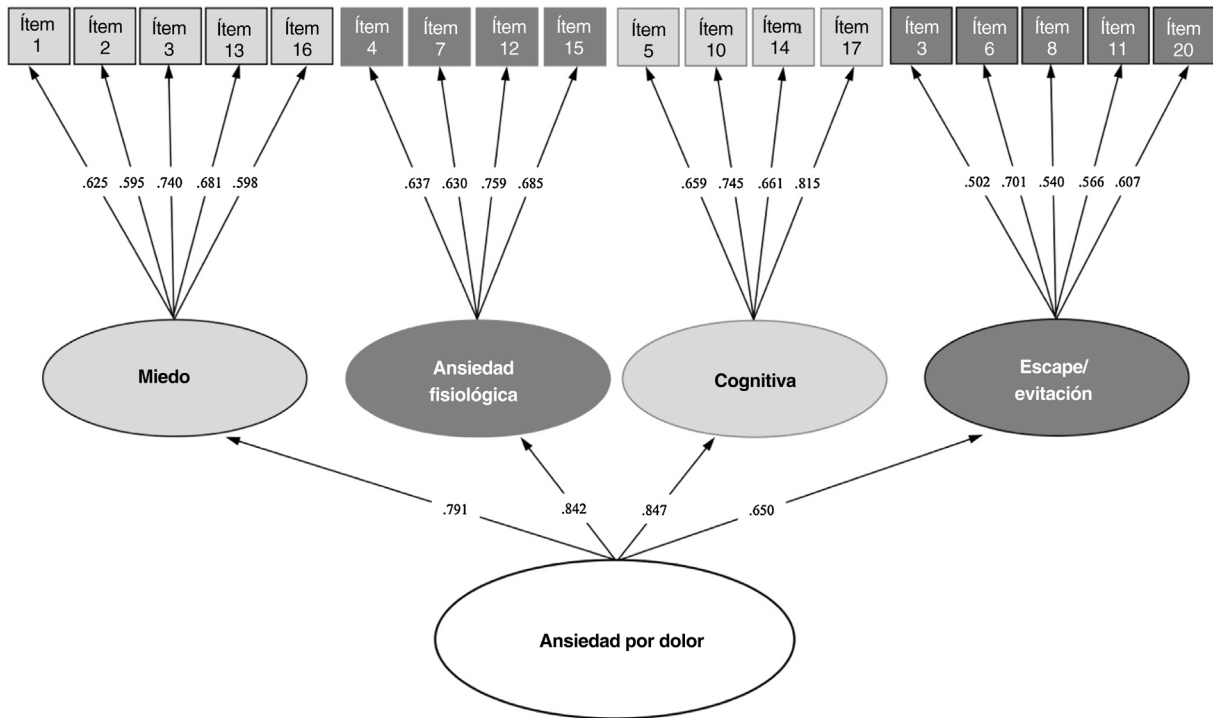 Ítem Ítem Ítem Ítem Ítem Ítem Ítem Ítem Ítem Ítem Ítem Ítem Ítem Ítem Ítem Ítem Ítem Ítem
1 2 3 13 16 4 7 12 15 5 10 14 17 3 6 8 11 20
.625 .595 .740 .681 .598 .637 .630 .759 .685 .659 .745 .661 .815 .502 .701 .540 .566 .607
Miedo
Ansiedad
fisiológica
Cognitiva
Escape/
evitación
.791 .842 .847 .650
Ansiedad por dolor